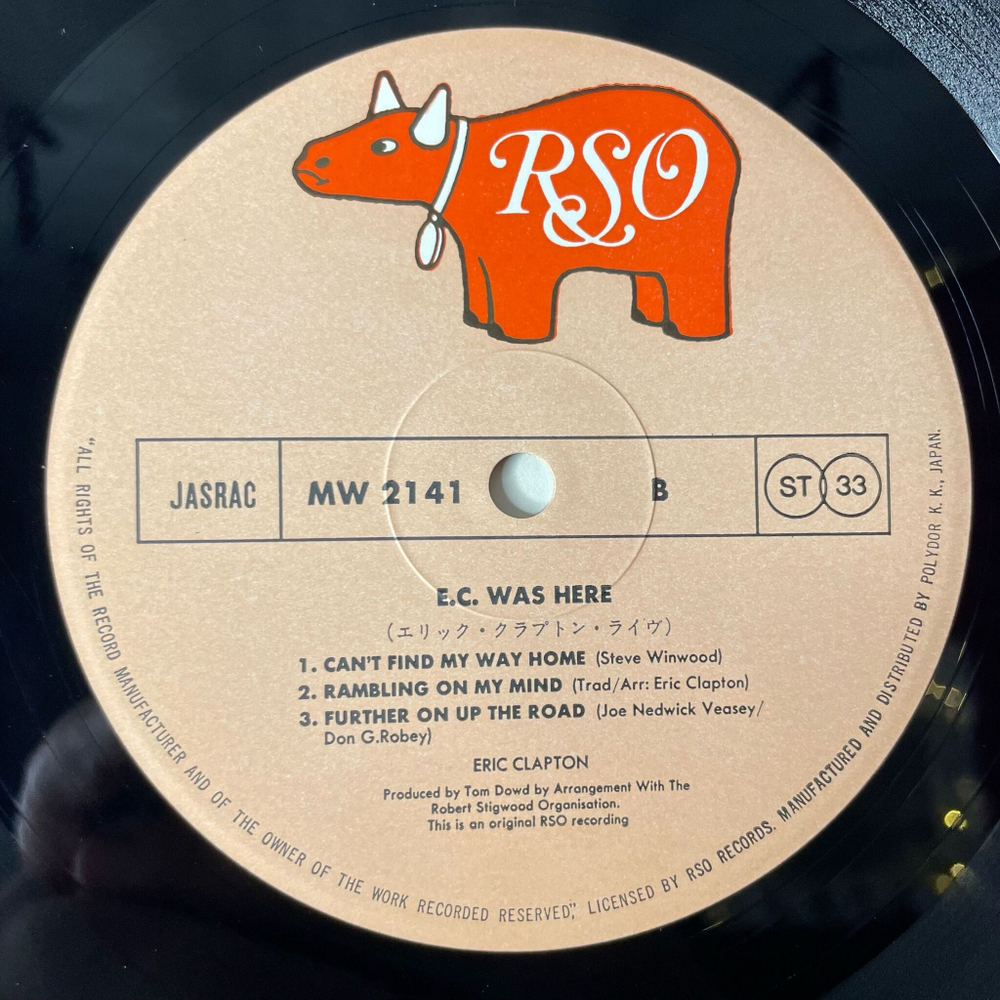 RSO
JASRAC
MW 2141
B
ST 33
E.C. WAS HERE
(エリック・クラプトン・ライヴ)
1. CAN'T FIND MY WAY HOME (Steve Winwood)
2. RAMBLING ON MY MIND (Trad/Arr: Eric Clapton)
3. FURTHER ON UP THE ROAD (Joe Nedwick Veasey/
Don G.Robey)
ERIC CLAPTON
Produced by Tom Dowd by Arrangement With The
Robert Stigwood Organisation.
This is an original RSO recording
"ALL RIGHTS OF THE RECORD MANUFACTURER AND OF THE OWNER OF THE WORK RECORDED RESERVED," LICENSED BY RSO RECORDS. MANUFACTURED AND DISTRIBUTED BY POLYDOR K.K., JAPAN.